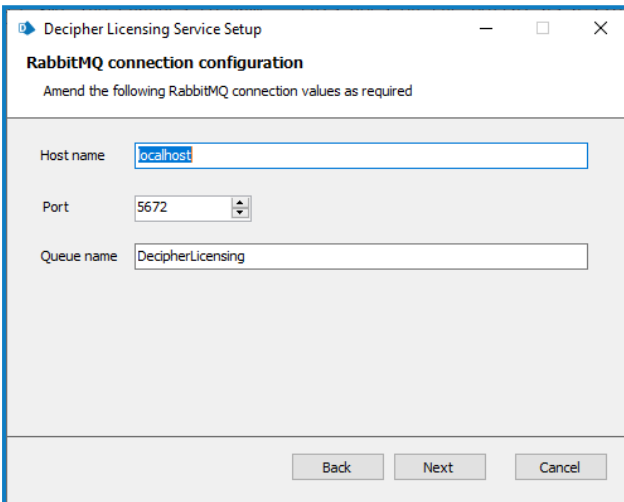 Decipher Licensing Service Setup
RabbitMQ connection configuration
Amend the following RabbitMQ connection values as required
Host name localhost
Port 5672
Queue name DecipherLicensing
Back Next Cancel